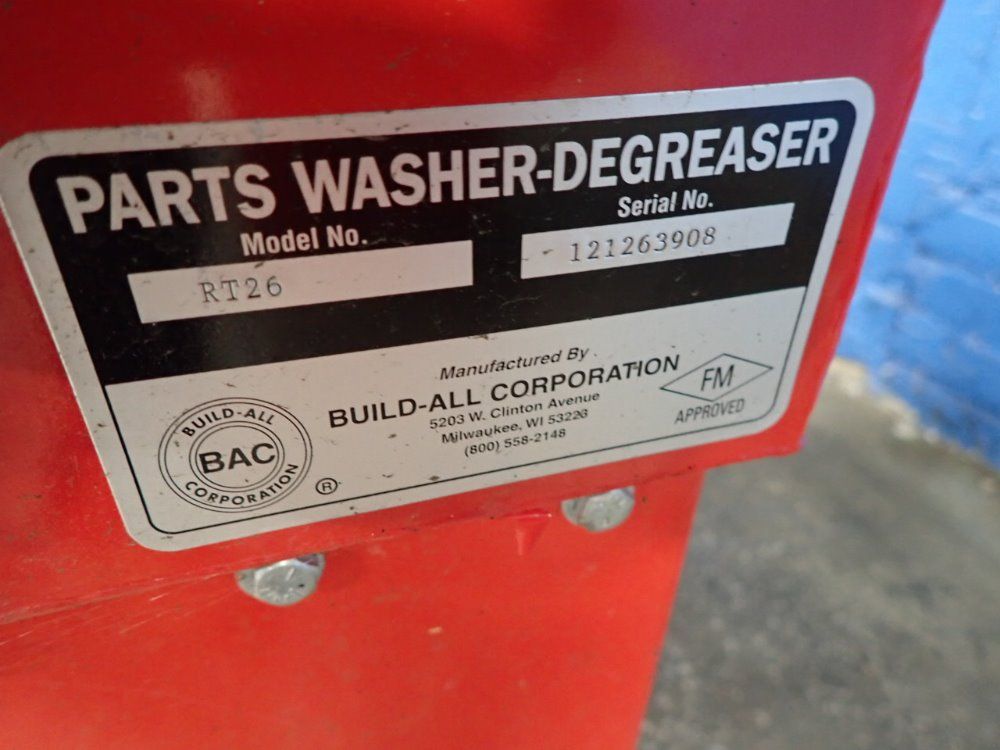 PARTS WASHER-DEGREASER
Model No.
Serial No.
RT26
121263908
Manufactured By
BUILD-ALL CORPORATION
5203 W. Clinton Avenue
Milwaukee, WI 53223
(800) 558-2148
FM
APPROVED
BUILD-ALL
BAC
CORPORATION
®